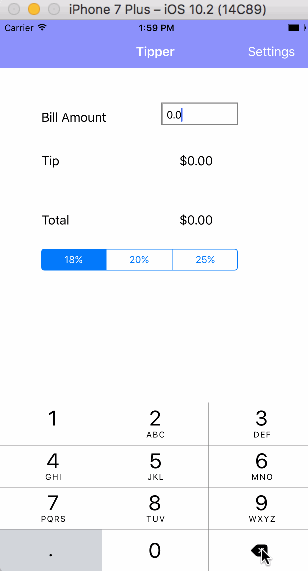 iPhone 7 Plus – iOS 10.2 (14C89)
Carrier 1:59 PM
Tipper Settings
Bill Amount 0.0
Tip $0.00
Total $0.00
18% 20% 25%
1 2 3
ABC DEF
4 5 6
GHI JKL MNO
7 8 9
PQRS TUV WXYZ
. 0